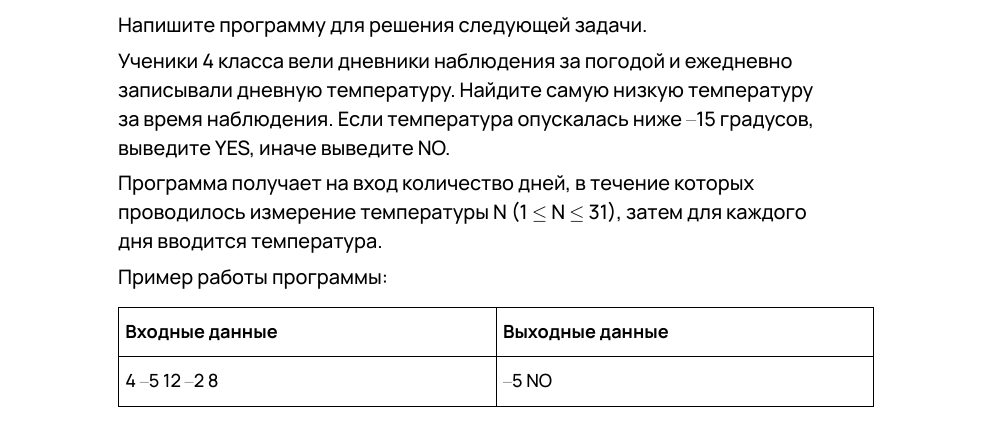 Напишите программу для решения следующей задачи.
Ученики 4 класса вели дневники наблюдения за погодой и ежедневно
записывали дневную температуру. Найдите самую низкую температуру
за время наблюдения. Если температура опускалась ниже –15 градусов,
выведите YES, иначе выведите NO.
Программа получает на вход количество дней, в течение которых
проводилось измерение температуры N (1 ≤ N ≤ 31), затем для каждого
дня вводится температура.
Пример работы программы:
Входные данные Выходные данные
4 –5 12 –2 8 –5 NO